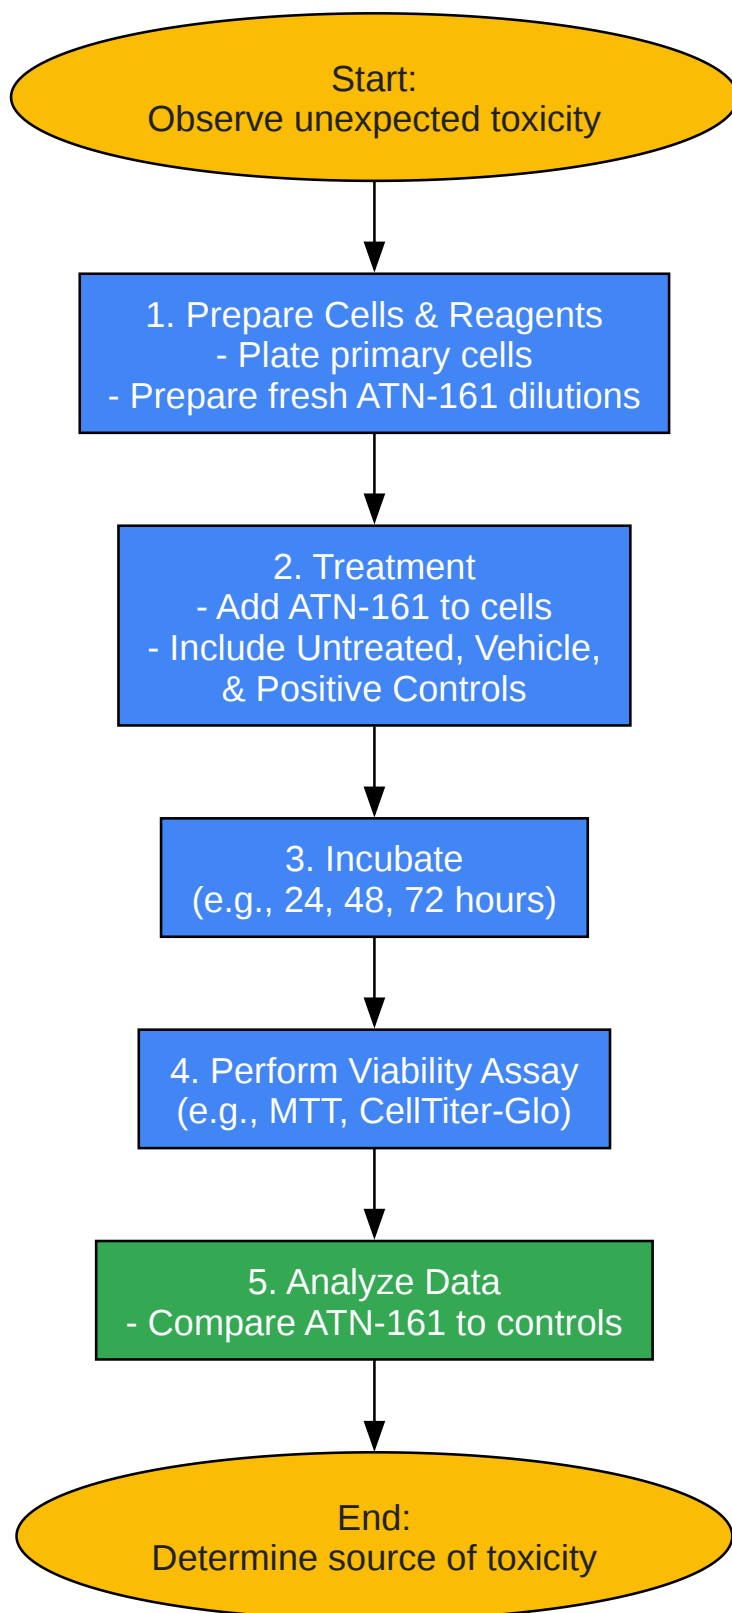 Start:
Observe unexpected toxicity
1. Prepare Cells & Reagents
- Plate primary cells
- Prepare fresh ATN-161 dilutions
2. Treatment
- Add ATN-161 to cells
- Include Untreated, Vehicle,
& Positive Controls
3. Incubate
(e.g., 24, 48, 72 hours)
4. Perform Viability Assay
(e.g., MTT, CellTiter-Glo)
5. Analyze Data
- Compare ATN-161 to controls
End:
Determine source of toxicity